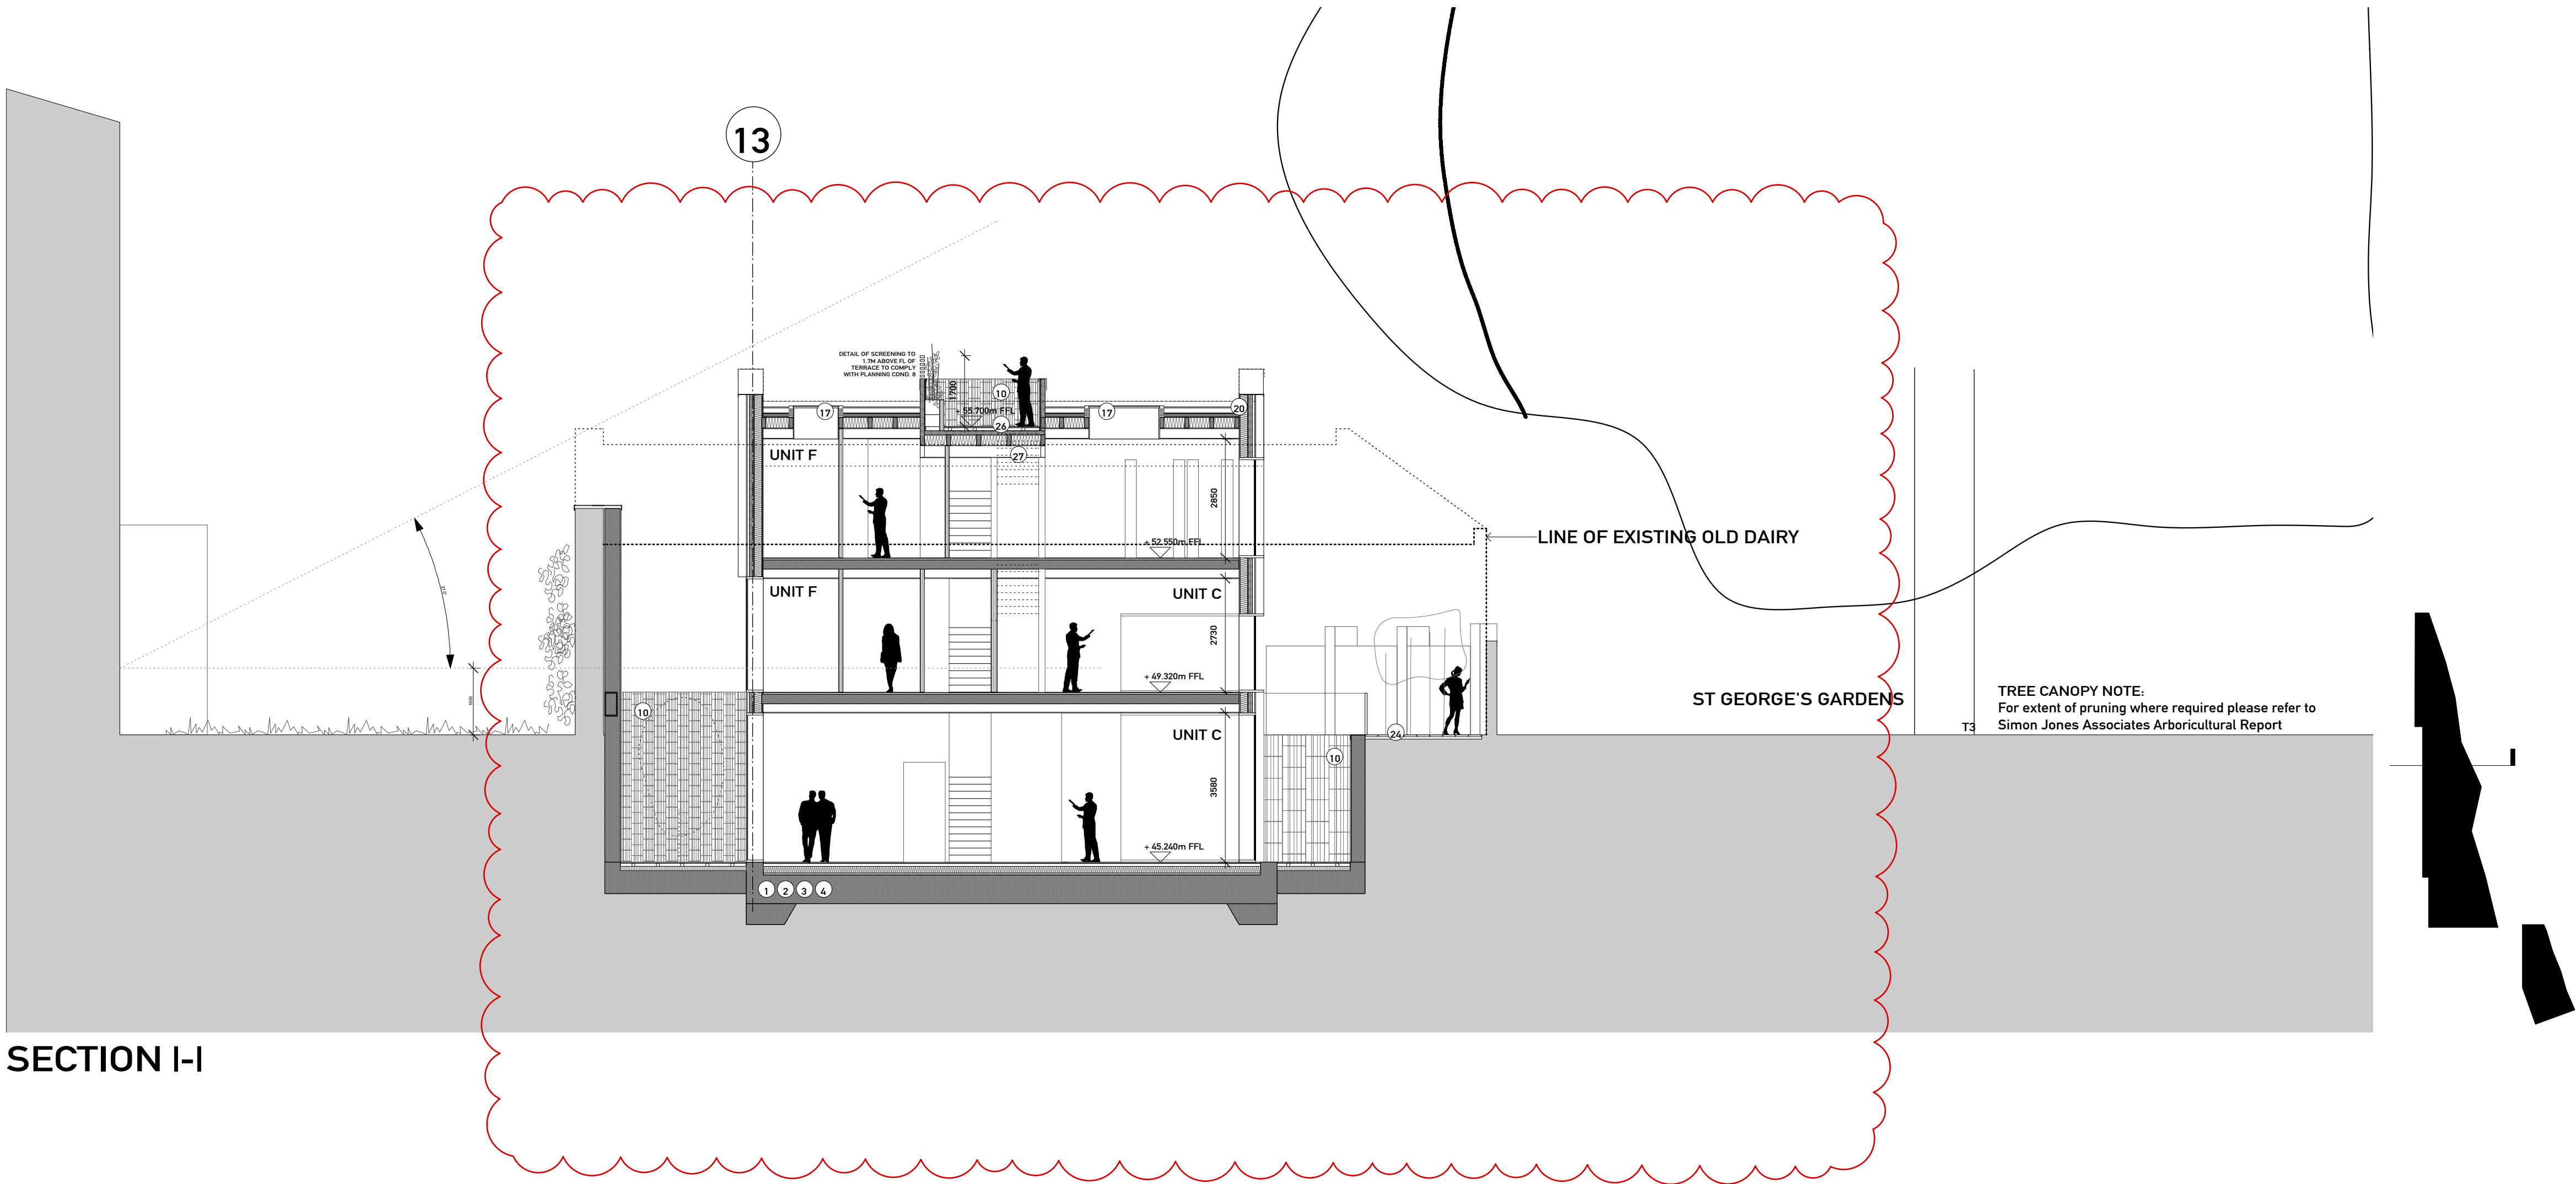 13
DETAIL OF SCREENING TO
1.7M ABOVE FL OF
TERRACE TO COMPLY
WITH PLANNING COND. 8
1700
10
17
+ 55.700m FFL
17
20
26
27
UNIT F
2850
+ 52.550m FFL
LINE OF EXISTING OLD DAIRY
UNIT F
UNIT C
2730
+ 49.320m FFL
ST GEORGE'S GARDENS
TREE CANOPY NOTE:
For extent of pruning where required please refer to
Simon Jones Associates Arboricultural Report
T3
10
24
UNIT C
10
3580
+ 45.240m FFL
1 2 3 4
SECTION I-I